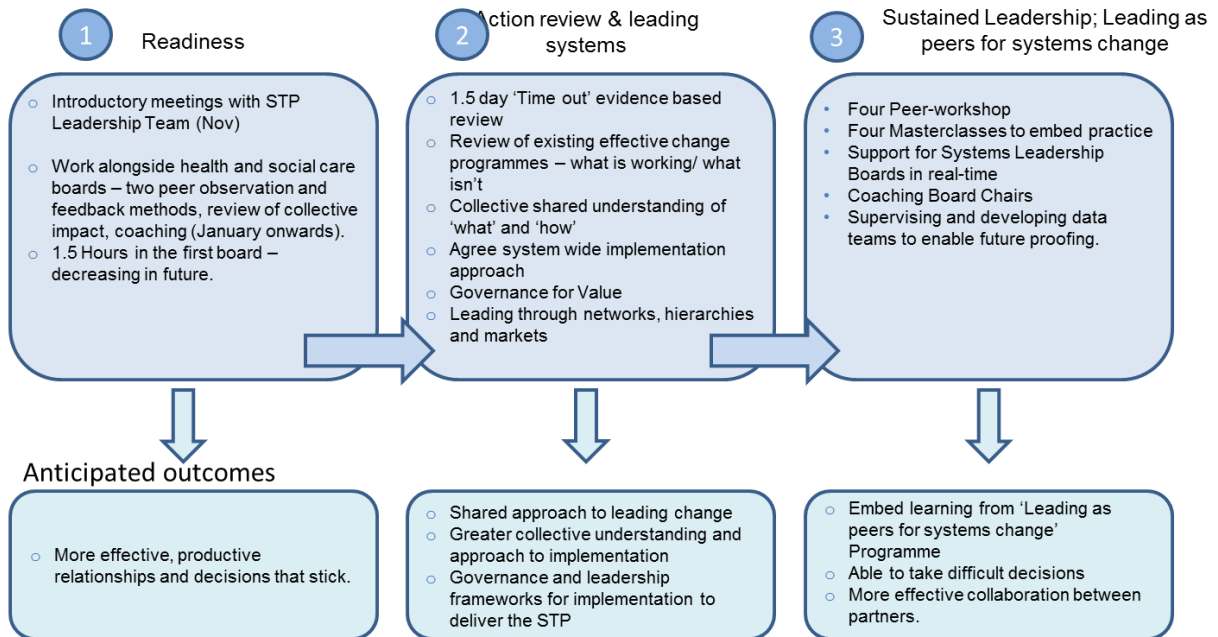 1
Readiness
○ Introductory meetings with STP
Leadership Team (Nov)
○ Work alongside health and social care
boards – two peer observation and
feedback methods, review of collective
impact, coaching (January onwards).
○ 1.5 Hours in the first board –
decreasing in future.
2
Action review & leading
systems
○ 1.5 day ‘Time out’ evidence based
review
○ Review of existing effective change
programmes – what is working/ what
isn’t
○ Collective shared understanding of
‘what’ and ‘how’
○ Agree system wide implementation
approach
○ Governance for Value
○ Leading through networks, hierarchies
and markets
3
Sustained Leadership; Leading as
peers for systems change
• Four Peer-workshop
• Four Masterclasses to embed practice
• Support for Systems Leadership
Boards in real-time
• Coaching Board Chairs
• Supervising and developing data
teams to enable future proofing.
Anticipated outcomes
○ More effective, productive
relationships and decisions that stick.
○ Shared approach to leading change
○ Greater collective understanding and
approach to implementation
○ Governance and leadership
frameworks for implementation to
deliver the STP
○ Embed learning from ‘Leading as
peers for systems change’
Programme
○ Able to take difficult decisions
○ More effective collaboration between
partners.